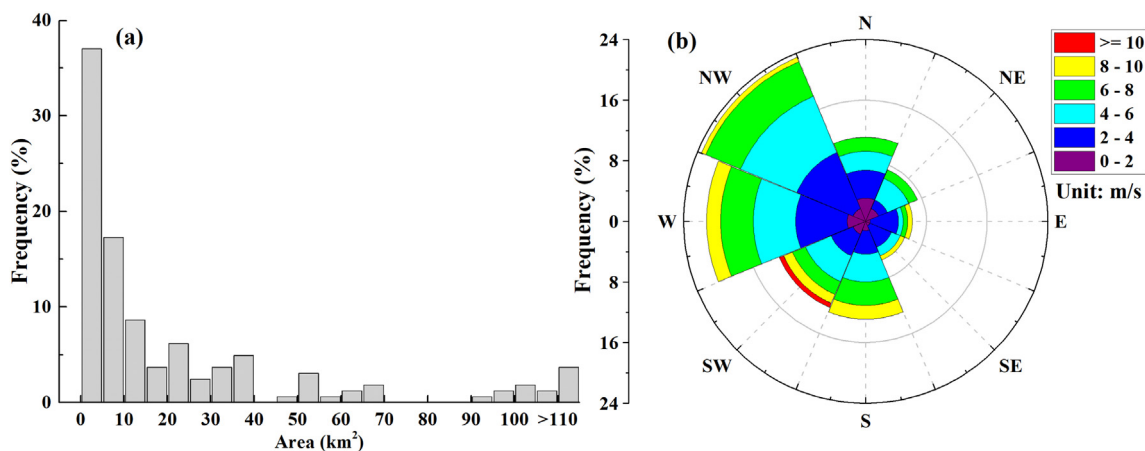 (a)
Frequency (%)
40
30
20
10
0
0 10 20 30 40 50 60 70 80 90 100 >110
Area (km²)
(b)
Frequency (%)
24
16
8
0
8
16
24
N
NE
E
SE
S
SW
W
NW
>= 10
8 - 10
6 - 8
4 - 6
2 - 4
0 - 2
Unit: m/s